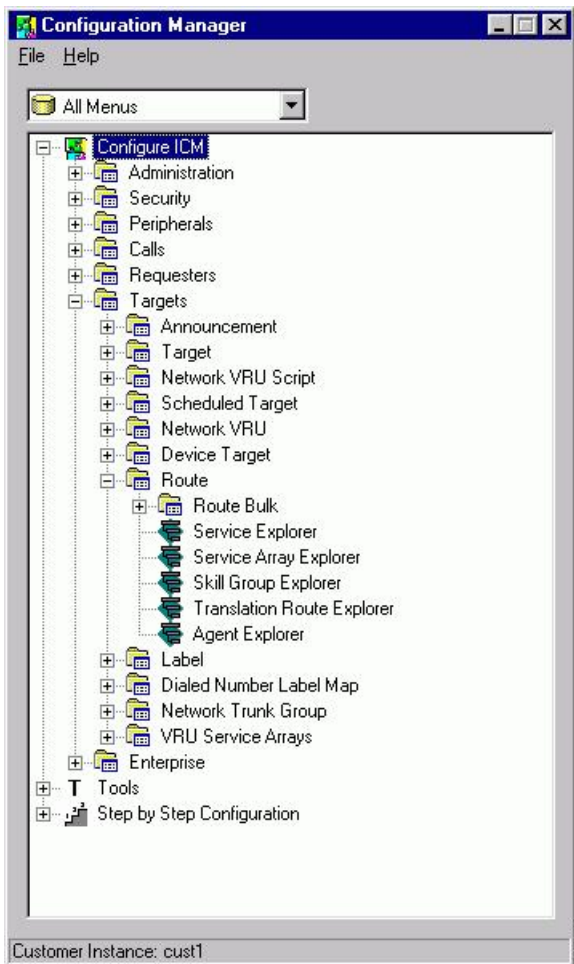 Configuration Manager
File Help
All Menus
Configure ICM
Administration
Security
Peripherals
Calls
Requesters
Targets
Announcement
Target
Network VRU Script
Scheduled Target
Network VRU
Device Target
Route
Route Bulk
Service Explorer
Service Array Explorer
Skill Group Explorer
Translation Route Explorer
Agent Explorer
Label
Dialed Number Label Map
Network Trunk Group
VRU Service Arrays
Enterprise
T Tools
Step by Step Configuration
Customer Instance: cust1